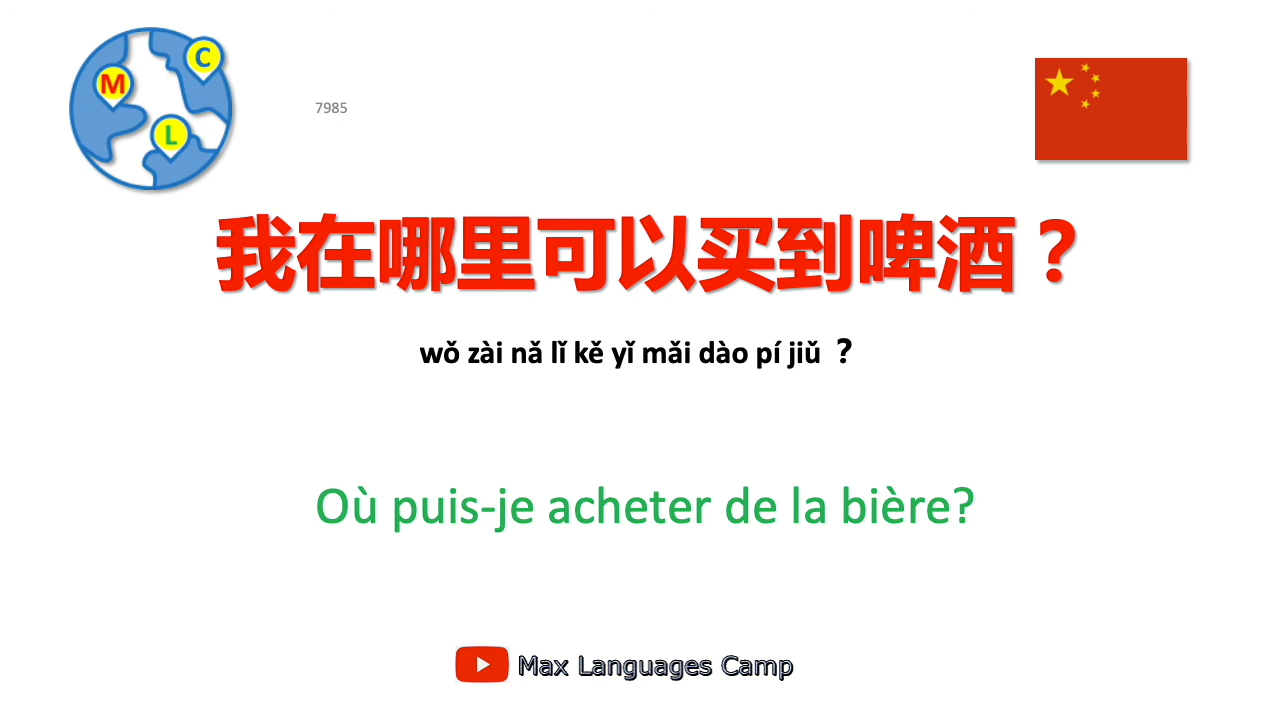 C
M
L
7985
我在哪里可以买到啤酒？
wǒ zài nǎ lǐ kě yǐ mǎi dào pí jiǔ ？
Où puis-je acheter de la bière?
Max Languages Camp